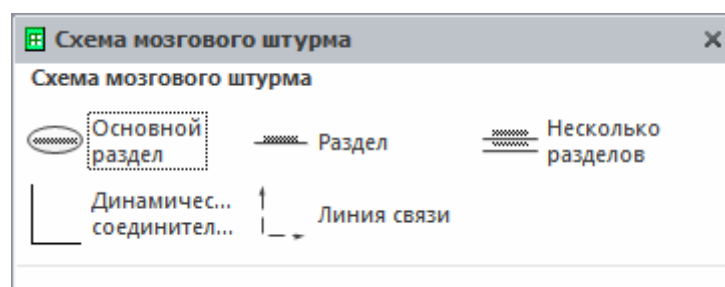 Схема мозгового штурма
Схема мозгового штурма
Основной
раздел
Раздел
Несколько
разделов
Динамичес...
соединител...
Линия связи